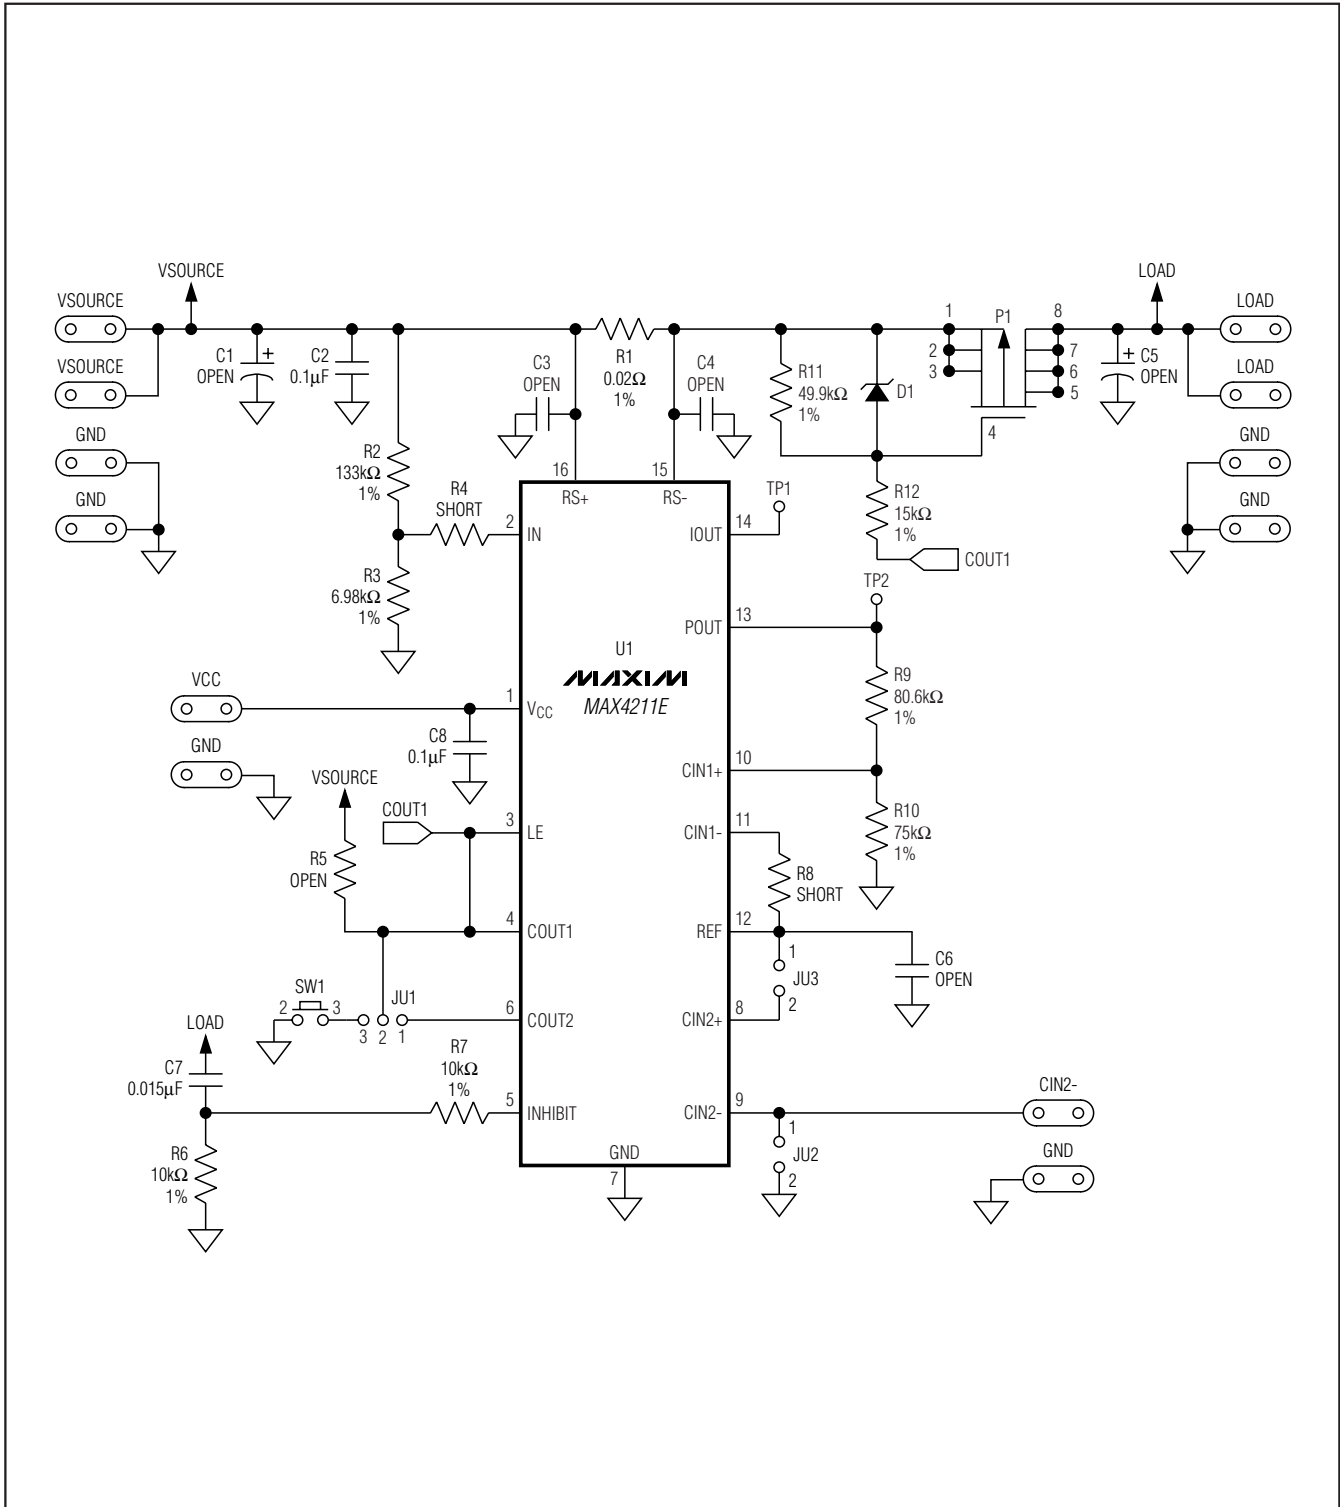 VSOURCE
VSOURCE
VSOURCE
GND
GND
C1
OPEN
+
C2
0.1μF
R2
133kΩ
1%
R4
SHORT
R3
6.98kΩ
1%
C3
OPEN
R1
0.02Ω
1%
C4
OPEN
R11
49.9kΩ
1%
D1
1
2
3
P1
4
8
7
6
5
+
C5
OPEN
LOAD
LOAD
LOAD
GND
GND
R12
15kΩ
1%
COUT1
16
RS+
15
RS-
2
IN
14
IOUT
TP1
TP2
13
POUT
U1
MAXIM
MAX4211E
R9
80.6kΩ
1%
VCC
GND
1
VCC
C8
0.1μF
10
CIN1+
R10
75kΩ
1%
VSOURCE
R5
OPEN
COUT1
3
LE
11
CIN1-
R8
SHORT
4
COUT1
12
REF
1
JU3
2
C6
OPEN
SW1
2
3
JU1
3
2
1
6
COUT2
8
CIN2+
LOAD
C7
0.015μF
R7
10kΩ
1%
5
INHIBIT
9
CIN2-
1
JU2
2
CIN2-
GND
R6
10kΩ
1%
GND
7